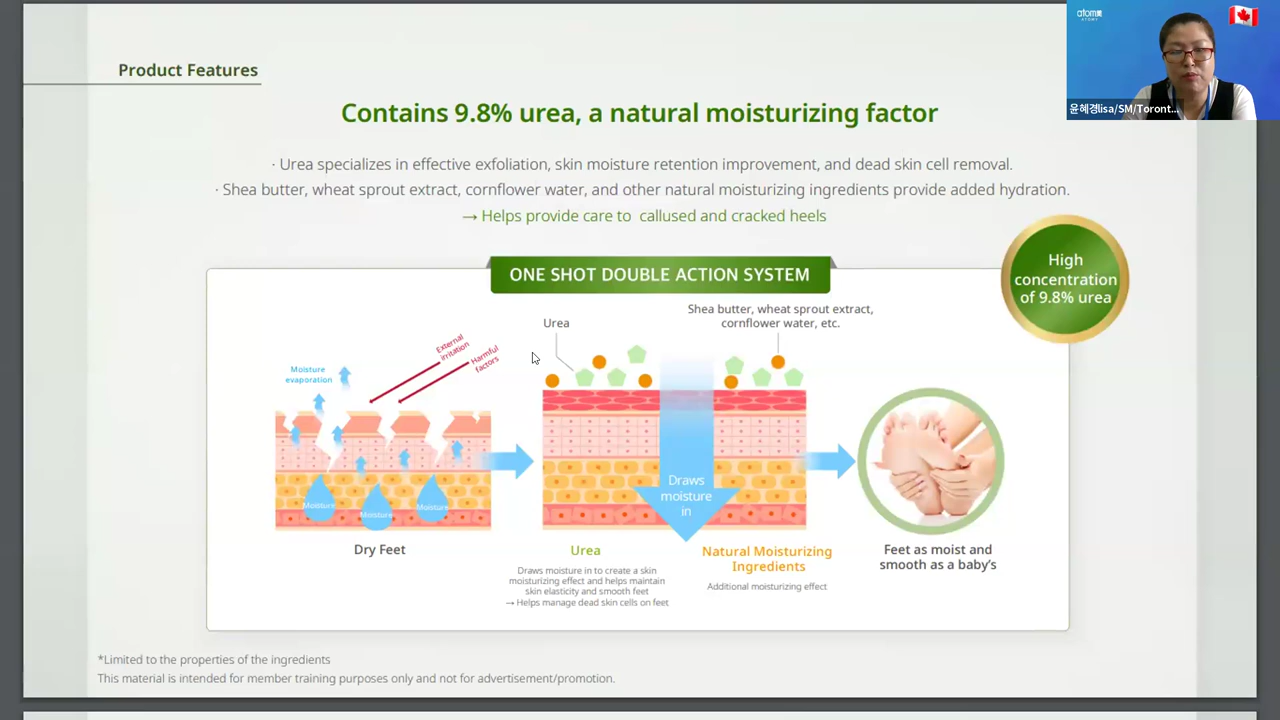 atom美
ATOMY
윤혜경lisa/SM/Toront...
Product Features
Contains 9.8% urea, a natural moisturizing factor
· Urea specializes in effective exfoliation, skin moisture retention improvement, and dead skin cell removal.
· Shea butter, wheat sprout extract, cornflower water, and other natural moisturizing ingredients provide added hydration.
→ Helps provide care to callused and cracked heels
High
concentration
of 9.8% urea
ONE SHOT DOUBLE ACTION SYSTEM
Moisture
evaporation
External
irritation
Harmful
factors
Urea
Shea butter, wheat sprout extract,
cornflower water, etc.
Moisture
Moisture
Moisture
Draws
moisture
in
Dry Feet
Urea
Draws moisture in to create a skin
moisturizing effect and helps maintain
skin elasticity and smooth feet
→ Helps manage dead skin cells on feet
Natural Moisturizing
Ingredients
Additional moisturizing effect
Feet as moist and
smooth as a baby's
*Limited to the properties of the ingredients
This material is intended for member training purposes only and not for advertisement/promotion.